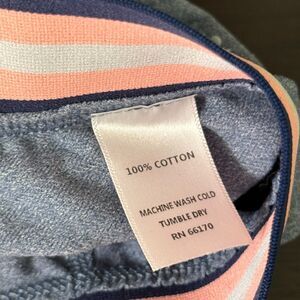 100% COTTON
MACHINE WASH COLD
TUMBLE DRY
RN 66170